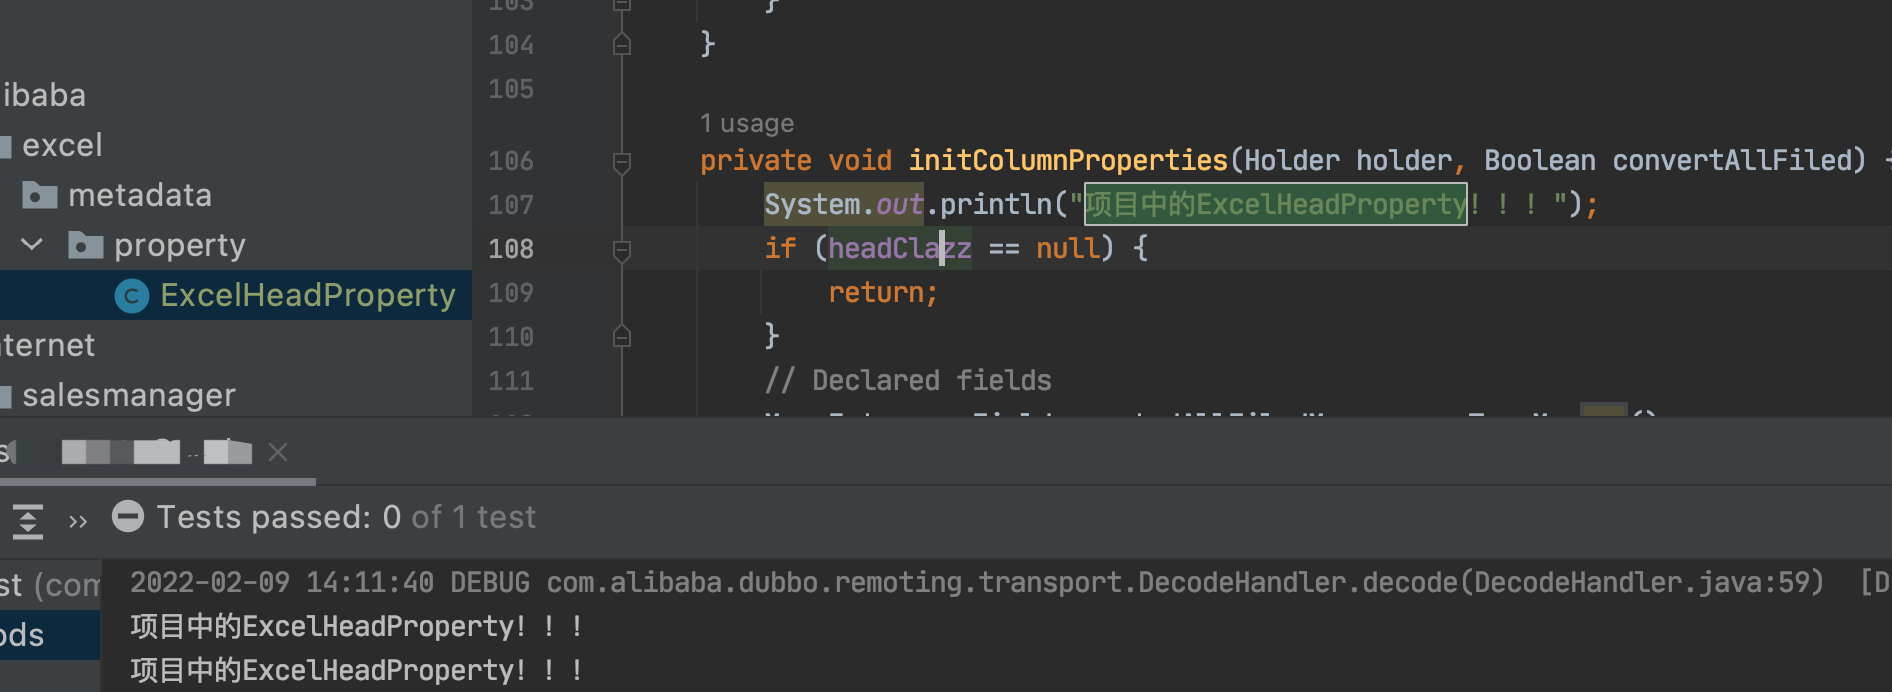 103
}
104
}
105
ibaba
1 usage
excel
106
private void initColumnProperties(Holder holder, Boolean convertAllFiled) {
metadata
107
System.out.println("项目中的ExcelHeadProperty！！！");
property
108
if (headClazz == null) {
ExcelHeadProperty
109
return;
110
}
ternet
111
// Declared fields
salesmanager
Tests passed: 0 of 1 test
st (com
2022-02-09 14:11:40 DEBUG com.alibaba.dubbo.remoting.transport.DecodeHandler.decode(DecodeHandler.java:59) [D
项目中的ExcelHeadProperty！！！
ods
项目中的ExcelHeadProperty！！！